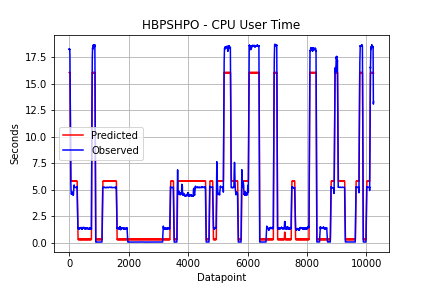 HBPSHPO - CPU User Time
17.5
15.0
12.5
10.0
7.5
5.0
2.5
0.0
Seconds
Predicted
Observed
0 2000 4000 6000 8000 10000
Datapoint